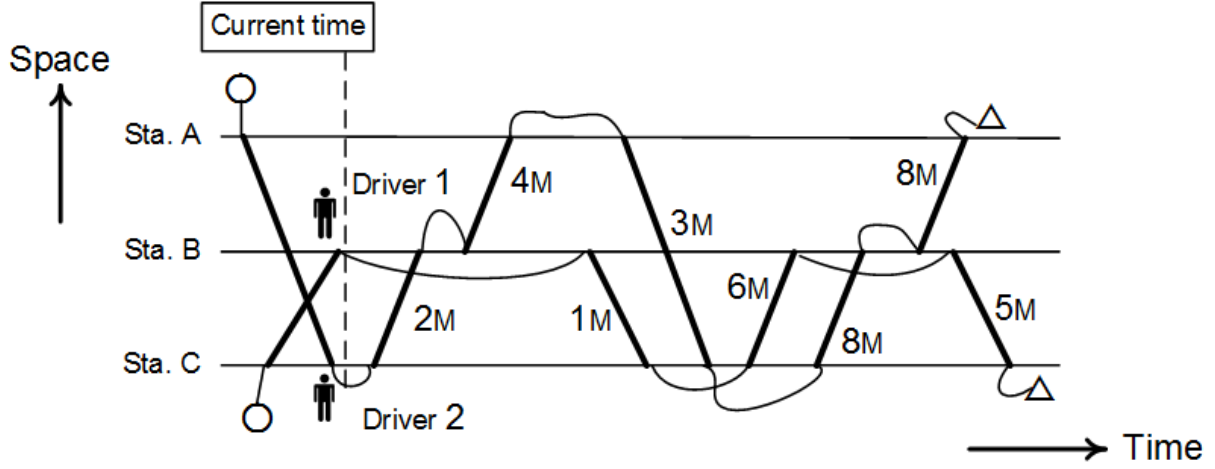 Current time
Space
Sta. A
8M
4M
Driver 1
3M
Sta. B
6M
5M
2M
1M
8M
Sta. C
Driver 2
Time